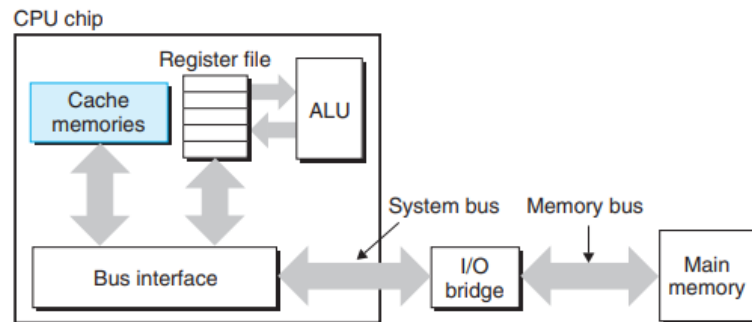 CPU chip
Register file
Cache
memories
ALU
System bus
Memory bus
Bus interface
I/O
bridge
Main
memory